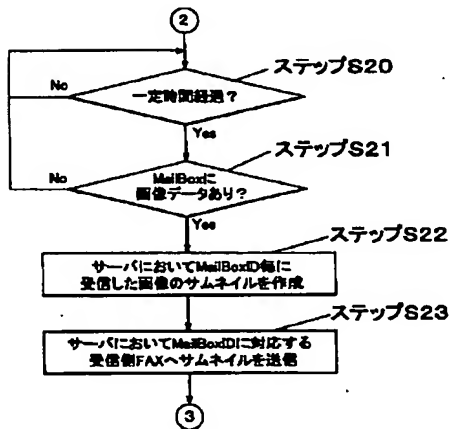 2
ステップS20
No
一定時間経過?
Yes
ステップS21
No
MailBoxに
画像データあり?
Yes
ステップS22
サーバにおいてMailBoxID毎に
受信した画像のサムネイルを作成
ステップS23
サーバにおいてMailBoxIDに対応する
受信側FAXへサムネイルを送信
3